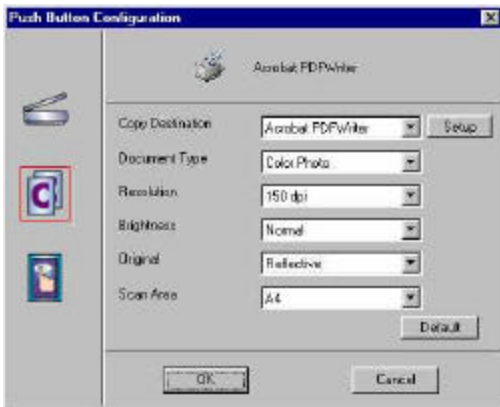 Push Button Configuration
Acrobat PDFWriter
Copy Destination Acrobat PDFWriter Setup
Document Type Color Photo
Resolution 150 dpi
Brightness Normal
Original Reflective
Scan Area A4
Default
OK Cancel